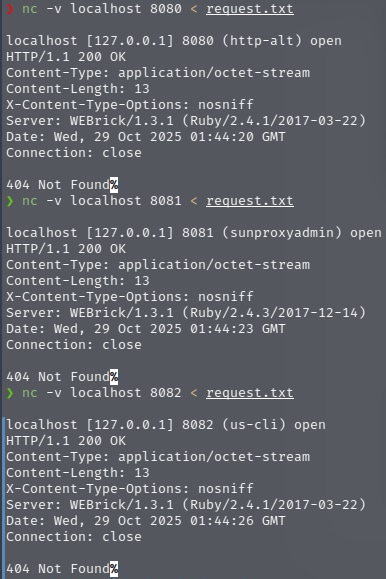 ❯ nc -v localhost 8080 < request.txt
localhost [127.0.0.1] 8080 (http-alt) open
HTTP/1.1 200 OK
Content-Type: application/octet-stream
Content-Length: 13
X-Content-Type-Options: nosniff
Server: WEBrick/1.3.1 (Ruby/2.4.1/2017-03-22)
Date: Wed, 29 Oct 2025 01:44:20 GMT
Connection: close
404 Not Found%
❯ nc -v localhost 8081 < request.txt
localhost [127.0.0.1] 8081 (sunproxyadmin) open
HTTP/1.1 200 OK
Content-Type: application/octet-stream
Content-Length: 13
X-Content-Type-Options: nosniff
Server: WEBrick/1.3.1 (Ruby/2.4.3/2017-12-14)
Date: Wed, 29 Oct 2025 01:44:23 GMT
Connection: close
404 Not Found%
❯ nc -v localhost 8082 < request.txt
localhost [127.0.0.1] 8082 (us-cli) open
HTTP/1.1 200 OK
Content-Type: application/octet-stream
Content-Length: 13
X-Content-Type-Options: nosniff
Server: WEBrick/1.3.1 (Ruby/2.4.1/2017-03-22)
Date: Wed, 29 Oct 2025 01:44:26 GMT
Connection: close
404 Not Found%